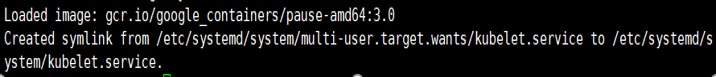 Loaded image: gcr.io/google_containers/pause-amd64:3.0
Created symlink from /etc/systemd/system/multi-user.target.wants/kubelet.service to /etc/systemd/s
ystem/kubelet.service.